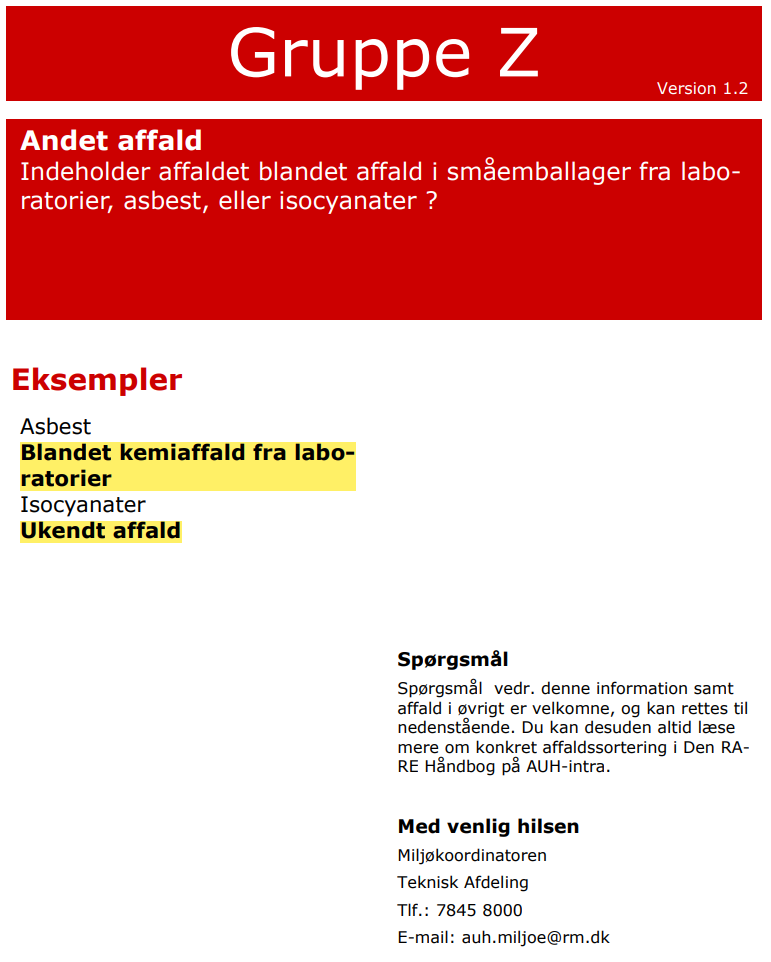 Gruppe Z
Version 1.2
Andet affald
Indeholder affaldet blandet affald i småemballager fra labo-
ratorier, asbest, eller isocyanater ?
Eksempler
Asbest
Blandet kemiaffald fra labo-
ratorier
Isocyanater
Ukendt affald
Spørgsmål
Spørgsmål  vedr. denne information samt
affald i øvrigt er velkomne, og kan rettes til
nedenstående. Du kan desuden altid læse
mere om konkret affaldssortering i Den RA-
RE Håndbog på AUH-intra.
Med venlig hilsen
Miljøkoordinatoren
Teknisk Afdeling
Tlf.: 7845 8000
E-mail: auh.miljoe@rm.dk